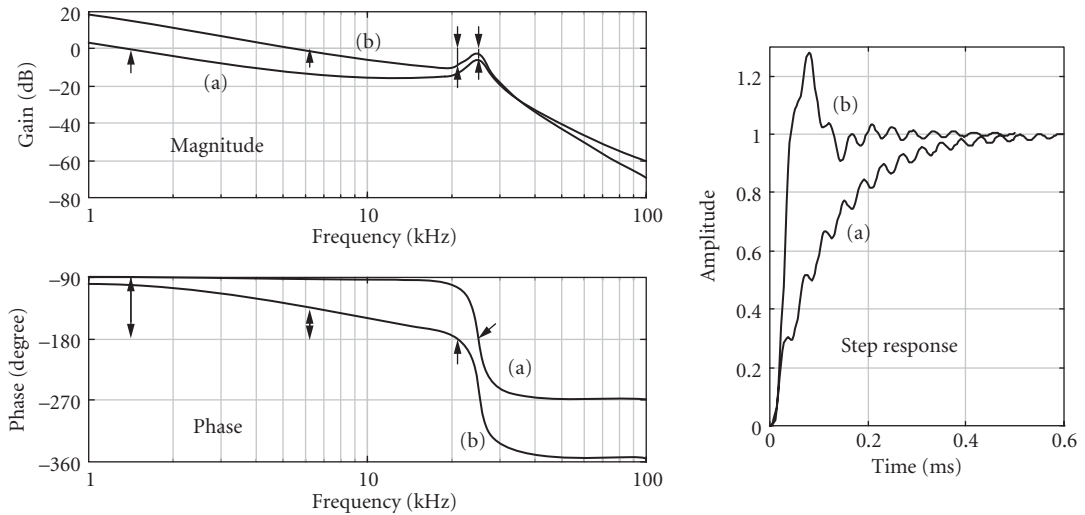 20
0
−20
−40
−60
−80
Gain (dB)
(b)
(a)
Magnitude
1
10
100
Frequency (kHz)
−90
−180
−270
−360
Phase (degree)
(a)
(b)
Phase
1
10
100
Frequency (kHz)
1.2
1
0.8
0.6
0.4
0.2
0
Amplitude
(b)
(a)
Step response
0
0.2
0.4
0.6
Time (ms)